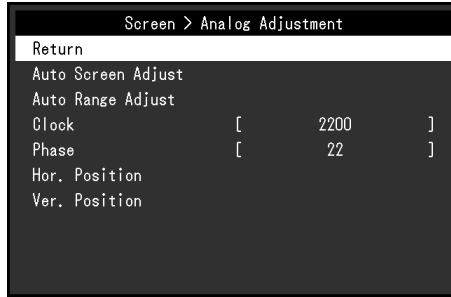 Screen > Analog Adjustment
Return
Auto Screen Adjust
Auto Range Adjust
Clock [ 2200 ]
Phase [ 22 ]
Hor. Position
Ver. Position